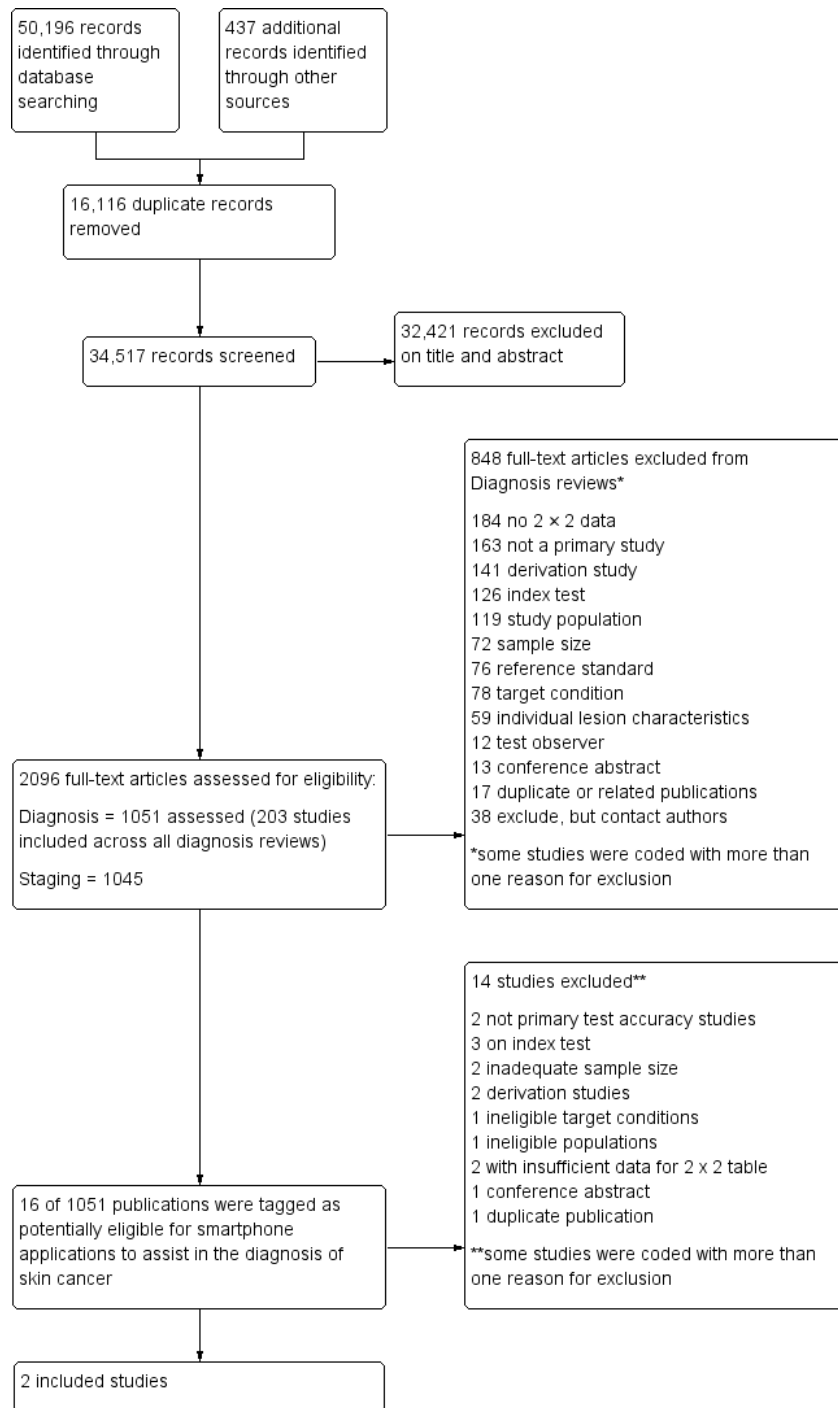 50,196 records
identified through
database
searching
437 additional
records identified
through other
sources
16,116 duplicate records
removed
34,517 records screened
32,421 records excluded
on title and abstract
848 full-text articles excluded from
Diagnosis reviews*
184 no 2 × 2 data
163 not a primary study
141 derivation study
126 index test
119 study population
72 sample size
76 reference standard
78 target condition
59 individual lesion characteristics
12 test observer
13 conference abstract
17 duplicate or related publications
38 exclude, but contact authors
*some studies were coded with more than
one reason for exclusion
2096 full-text articles assessed for eligibility:
Diagnosis = 1051 assessed (203 studies
included across all diagnosis reviews)
Staging = 1045
14 studies excluded**
2 not primary test accuracy studies
3 on index test
2 inadequate sample size
2 derivation studies
1 ineligible target conditions
1 ineligible populations
2 with insufficient data for 2 x 2 table
1 conference abstract
1 duplicate publication
**some studies were coded with more than
one reason for exclusion
16 of 1051 publications were tagged as
potentially eligible for smartphone
applications to assist in the diagnosis of
skin cancer
2 included studies